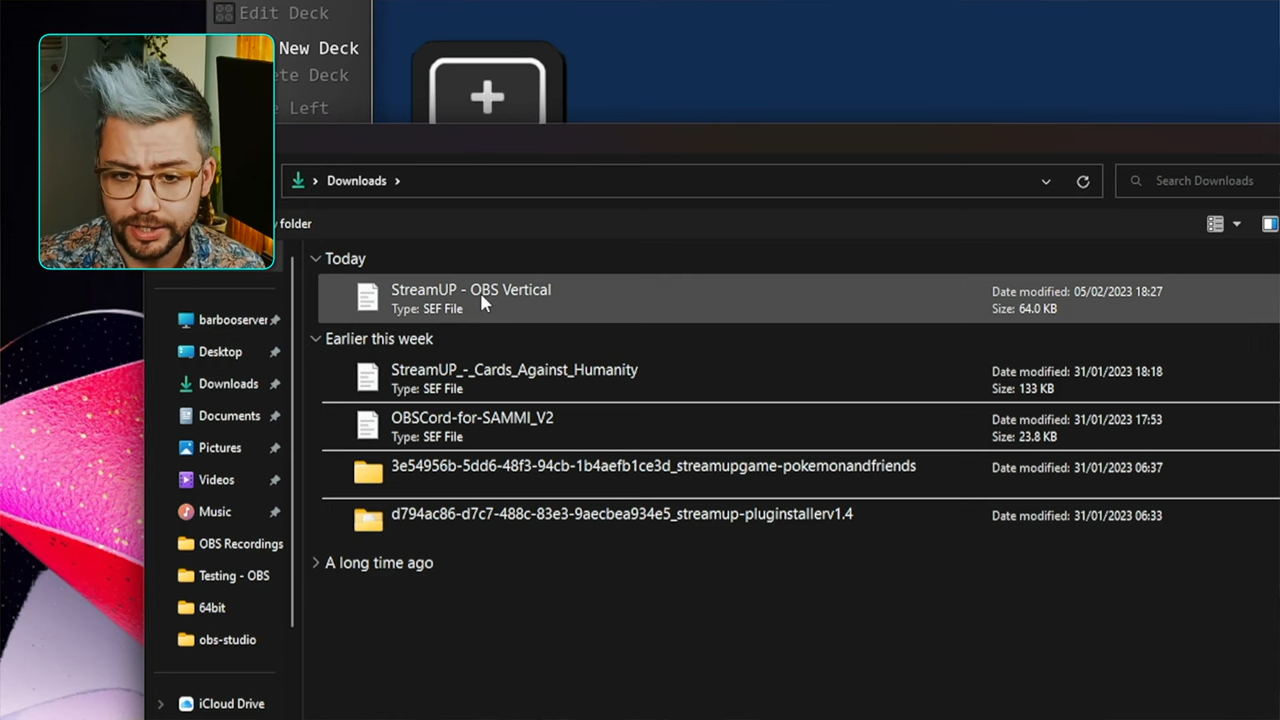 Edit Deck
New Deck
te Deck
Left
Downloads
Search Downloads
folder
Today
StreamUP - OBS Vertical
Type: SEF File
Date modified: 05/02/2023 18:27
Size: 64.0 KB
Earlier this week
StreamUP_-_Cards_Against_Humanity
Type: SEF File
Date modified: 31/01/2023 18:18
Size: 133 KB
OBSCord-for-SAMMI_V2
Type: SEF File
Date modified: 31/01/2023 17:53
Size: 23.8 KB
3e54956b-5dd6-48f3-94cb-1b4aefb1ce3d_streamupgame-pokemonandfriends
Date modified: 31/01/2023 06:37
d794ac86-d7c7-488c-83e3-9aecbea934e5_streamup-pluginstallerv1.4
Date modified: 31/01/2023 06:33
A long time ago
barbooserver
Desktop
Downloads
Documents
Pictures
Videos
Music
OBS Recordings
Testing - OBS
64bit
obs-studio
iCloud Drive